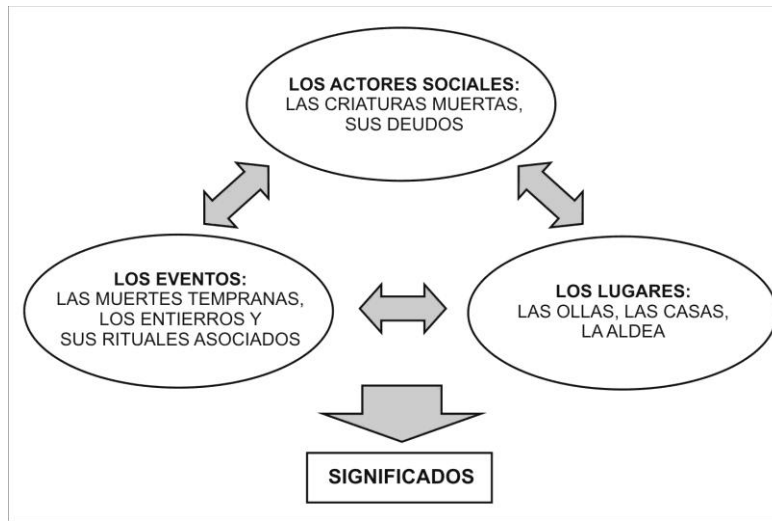 LOS ACTORES SOCIALES:
LAS CRIATURAS MUERTAS,
SUS DEUDOS
LOS EVENTOS:
LAS MUERTES TEMPRANAS,
LOS ENTIERROS Y
SUS RITUALES ASOCIADOS
LOS LUGARES:
LAS OLLAS, LAS CASAS,
LA ALDEA
SIGNIFICADOS